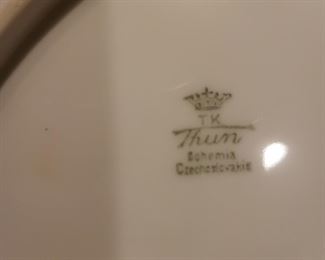 TK
Thun
Bohemia
Czechoslovakia